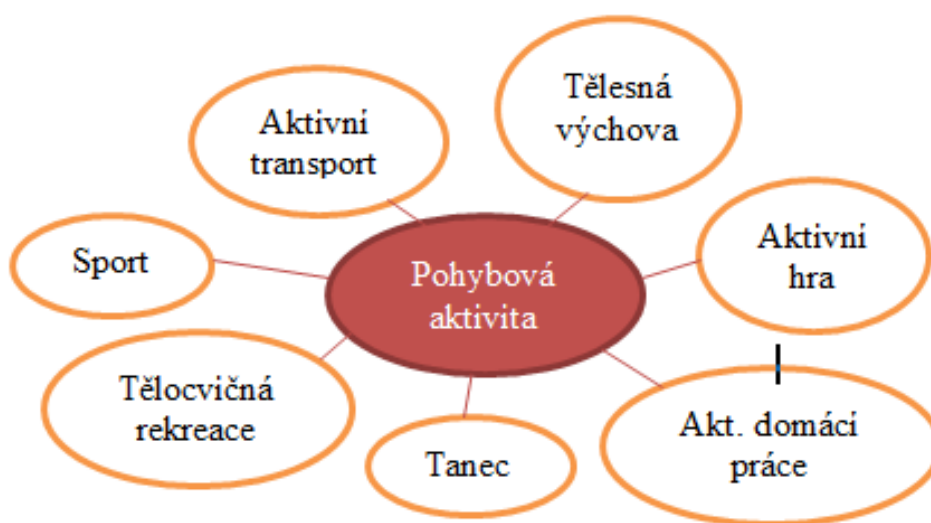 Tělesná
výchova
Aktivní
transport
Aktivní
hra
Sport
Pohybová
aktivita
Tělocvičná
rekreace
Tanec
Akt. domácí
práce